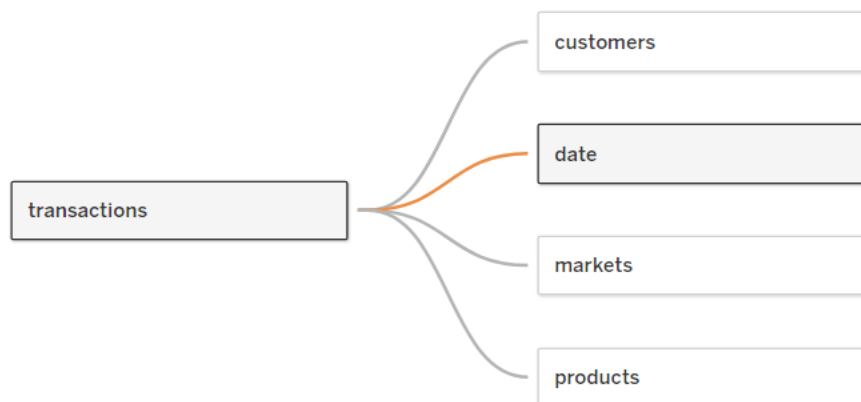 customers
date
transactions
markets
products